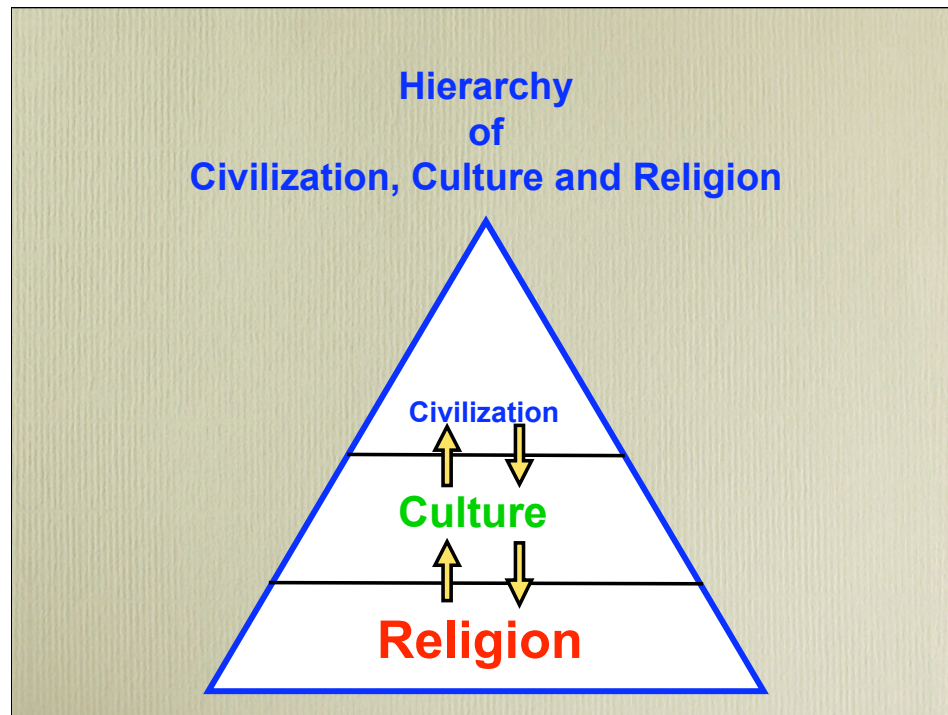 Hierarchy
of
Civilization, Culture and Religion
Civilization
Culture
Religion